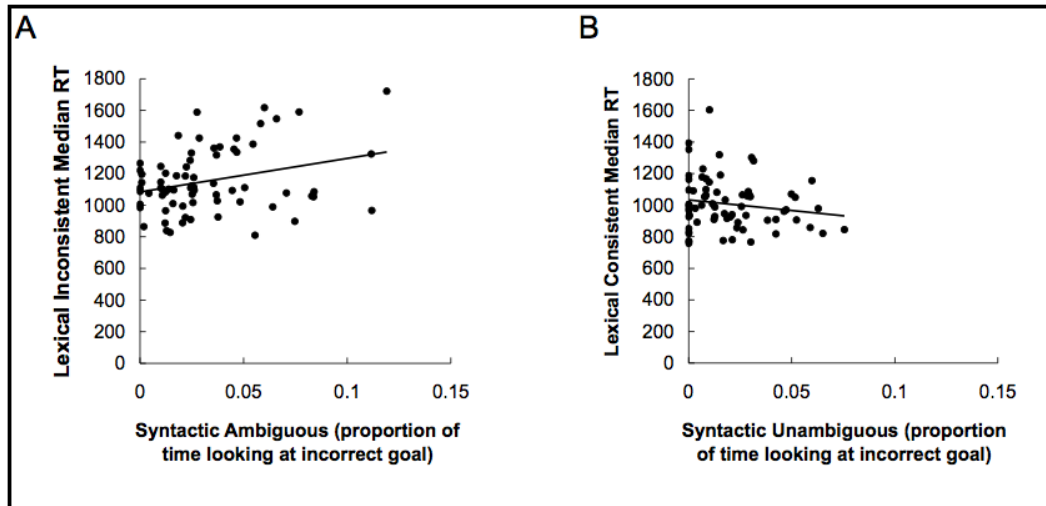 A
Lexical Inconsistent Median RT
1800
1600
1400
1200
1000
800
600
400
200
0
0 0.05 0.1 0.15
Syntactic Ambiguous (proportion of
time looking at incorrect goal)
B
Lexical Consistent Median RT
1800
1600
1400
1200
1000
800
600
400
200
0
0 0.05 0.1 0.15
Syntactic Unambiguous (proportion
of time looking at incorrect goal)